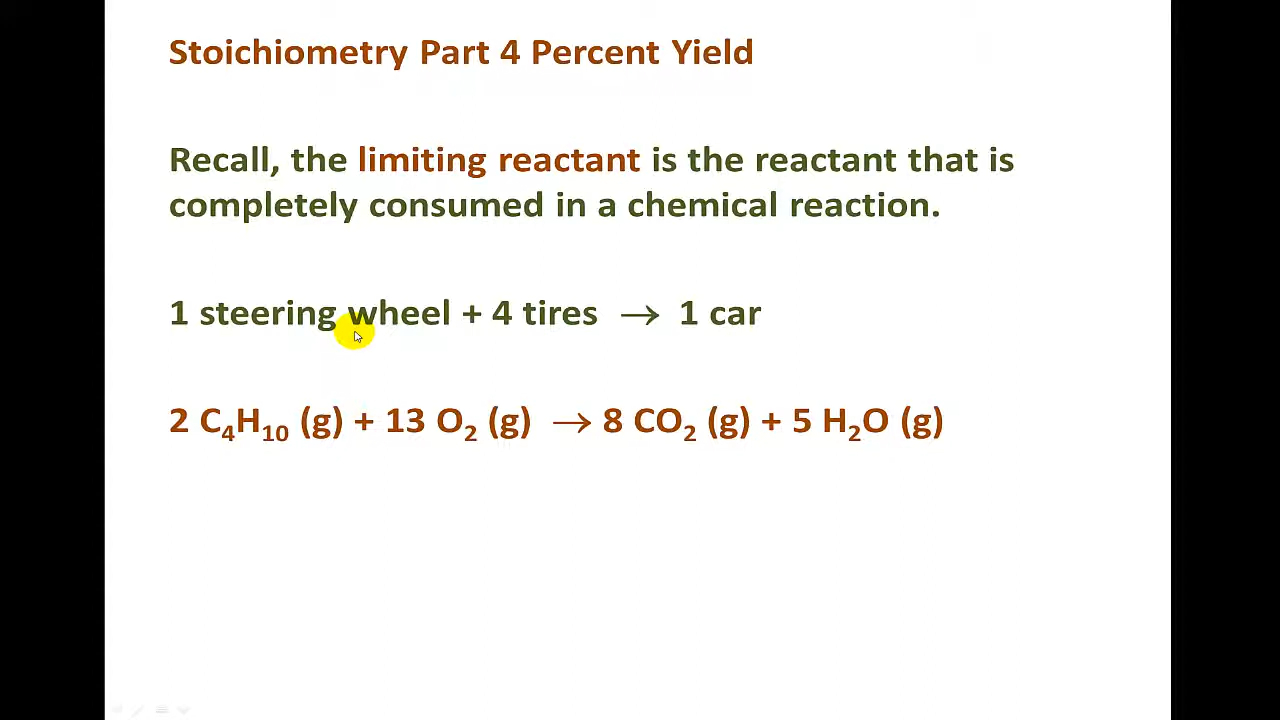 Stoichiometry Part 4 Percent Yield
Recall, the limiting reactant is the reactant that is
completely consumed in a chemical reaction.
1 steering wheel + 4 tires → 1 car
2 C₄H₁₀ (g) + 13 O₂ (g) → 8 CO₂ (g) + 5 H₂O (g)